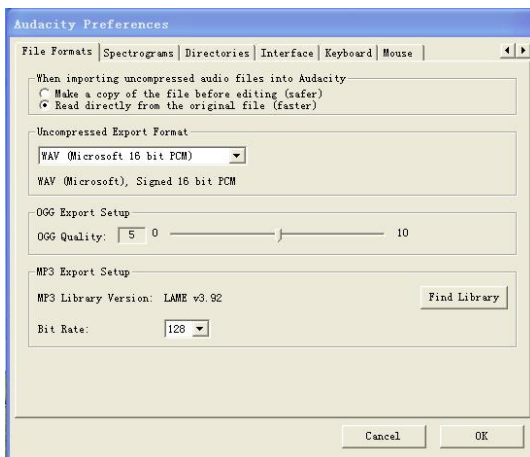 Audacity Preferences
File Formats Spectrograms Directories Interface Keyboard Mouse
When importing uncompressed audio files into Audacity
Make a copy of the file before editing (safer)
Read directly from the original file (faster)
Uncompressed Export Format
WAV (Microsoft 16 bit PCM)
WAV (Microsoft), Signed 16 bit PCM
OGG Export Setup
OGG Quality: 5 0 10
MP3 Export Setup
MP3 Library Version: LAME v3.92 Find Library
Bit Rate: 128
Cancel OK